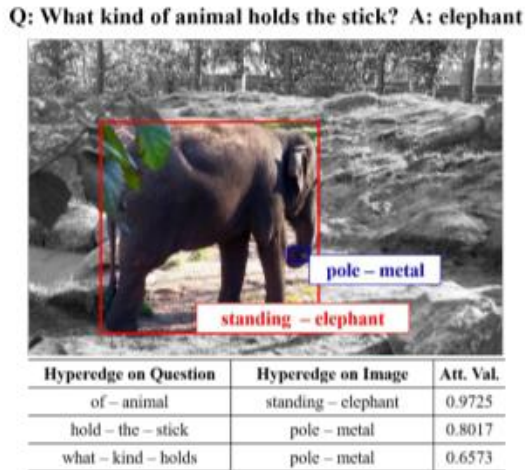 Q: What kind of animal holds the stick? A: elephant
pole – metal
standing – elephant
Hyperedge on Question Hyperedge on Image Att. Val.
of – animal standing – elephant 0.9725
hold – the – stick pole – metal 0.8017
what – kind – holds pole – metal 0.6573